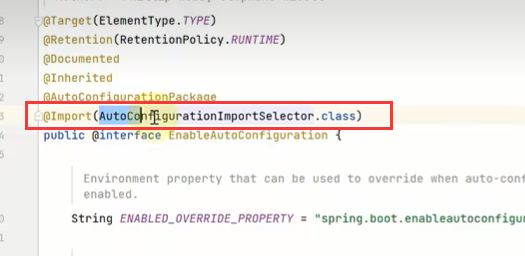 @Target(ElementType.TYPE)
@Retention(RetentionPolicy.RUNTIME)
@Documented
@Inherited
@AutoConfigurationPackage
@Import(AutoConfigurationImportSelector.class)
public @interface EnableAutoConfiguration {
Environment property that can be used to override when auto-conf
enabled.
String ENABLED_OVERRIDE_PROPERTY = "spring.boot.enableautoconfigur